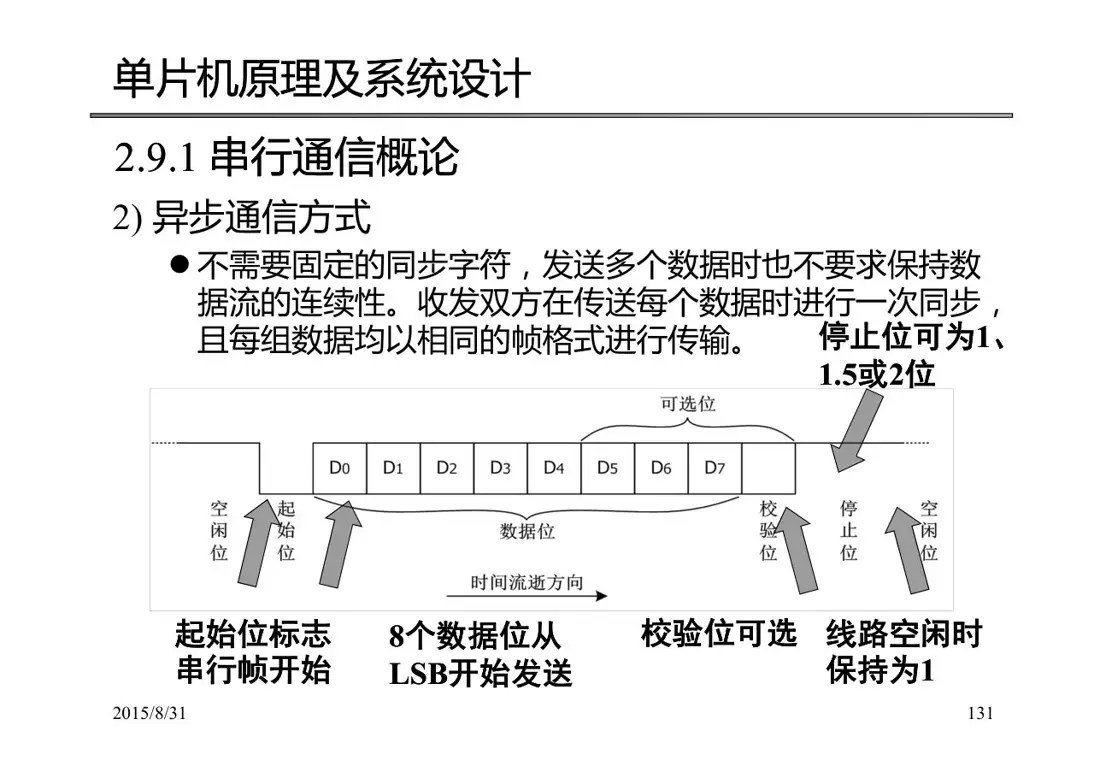 单片机原理及系统设计
2.9.1 串行通信概论
2) 异步通信方式
●不需要固定的同步字符，发送多个数据时也不要求保持数
据流的连续性。收发双方在传送每个数据时进行一次同步，
且每组数据均以相同的帧格式进行传输。
停止位可为1、
1.5或2位
可选位
D0 D1 D2 D3 D4 D5 D6 D7
空闲位
起始位
数据位
校验位
停止位
空闲位
时间流逝方向
起始位标志
串行帧开始
8个数据位从
LSB开始发送
校验位可选
线路空闲时
保持为1
2015/8/31
131